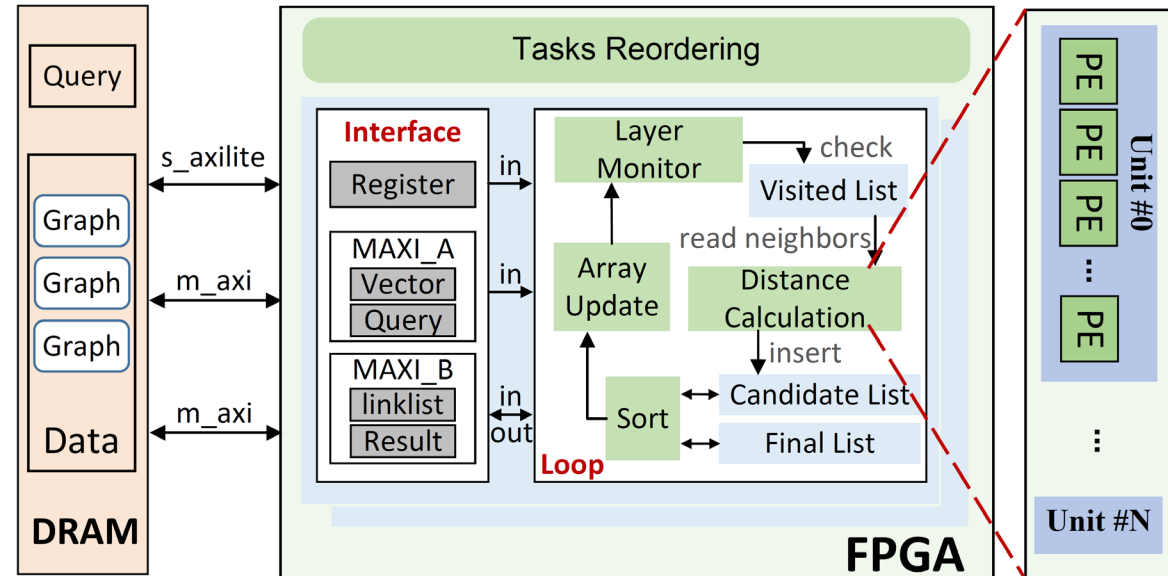 Query
Graph
Graph
Graph
Data
DRAM
s_axilite
m_axi
m_axi
Tasks Reordering
Interface
Register
MAXI_A
Vector
Query
MAXI_B
linklist
Result
in
in
in
out
Layer
Monitor
check
Visited List
read neighbors
Array
Update
Distance
Calculation
insert
Sort
Candidate List
Final List
Loop
FPGA
PE
PE
PE
...
PE
Unit #0
...
Unit #N